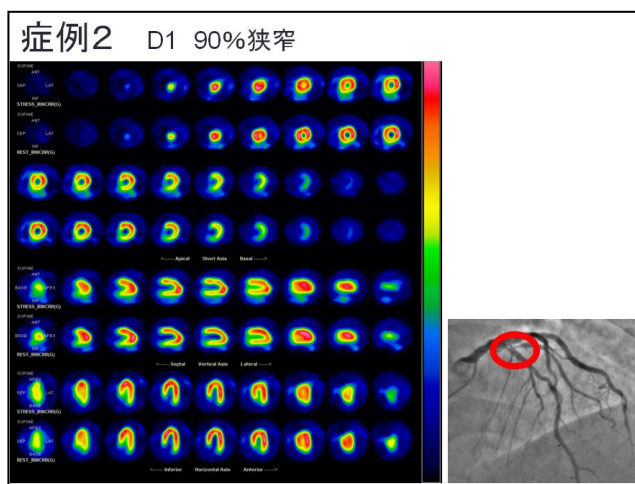 症例2 D1 90%狭窄
SUPINE
ANT
SEP LAT
INF
STRESS_IRNCRR(G)
SUPINE
ANT
SEP LAT
INF
REST_IRNCRR(G)
<----- Apical Short Axis Basal ----->
SUPINE
ANT
BASE APEX
INF
STRESS_IRNCRR(G)
SUPINE
ANT
BASE APEX
INF
REST_IRNCRR(G)
<----- Septal Vertical Axis Lateral ----->
SUPINE
APEX
SEP LAT
BASE
STRESS_IRNCRR(G)
SUPINE
APEX
SEP LAT
BASE
REST_IRNCRR(G)
<----- Inferior Horizontal Axis Anterior ----->